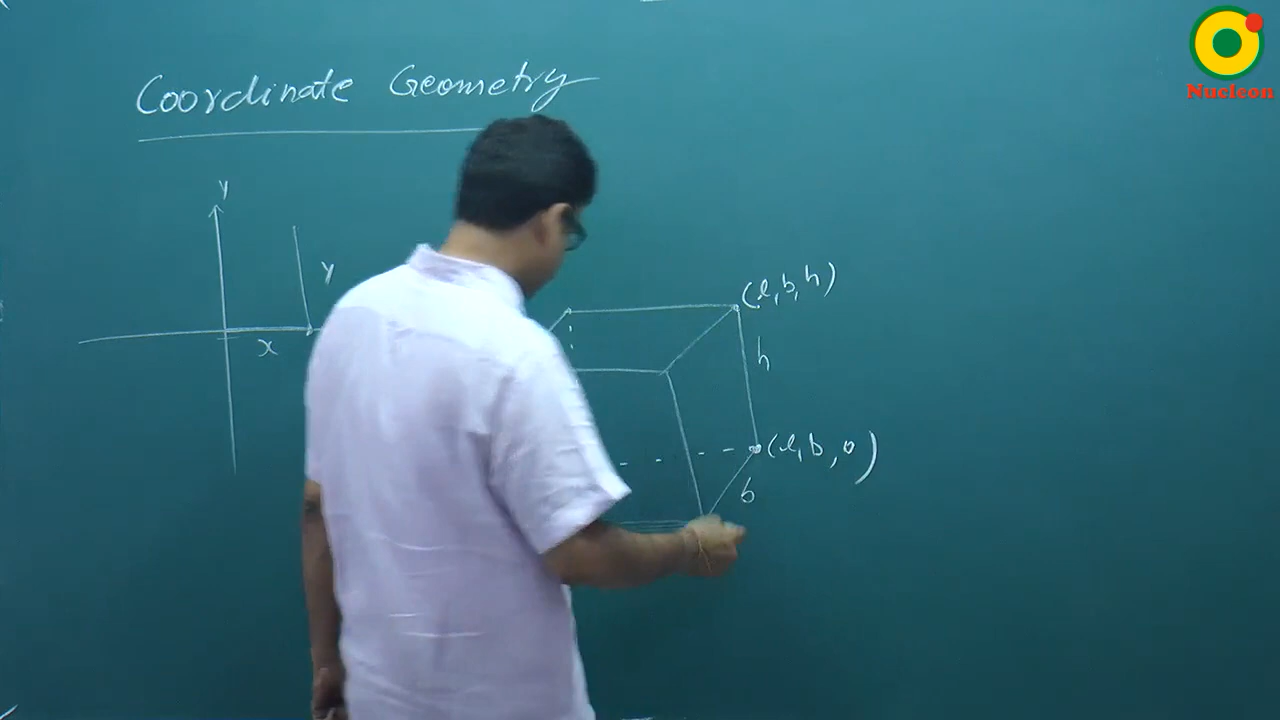 Nucleon
Coordinate Geometry
y
y
x
(l, b, h)
h
(l, b, 0)
b